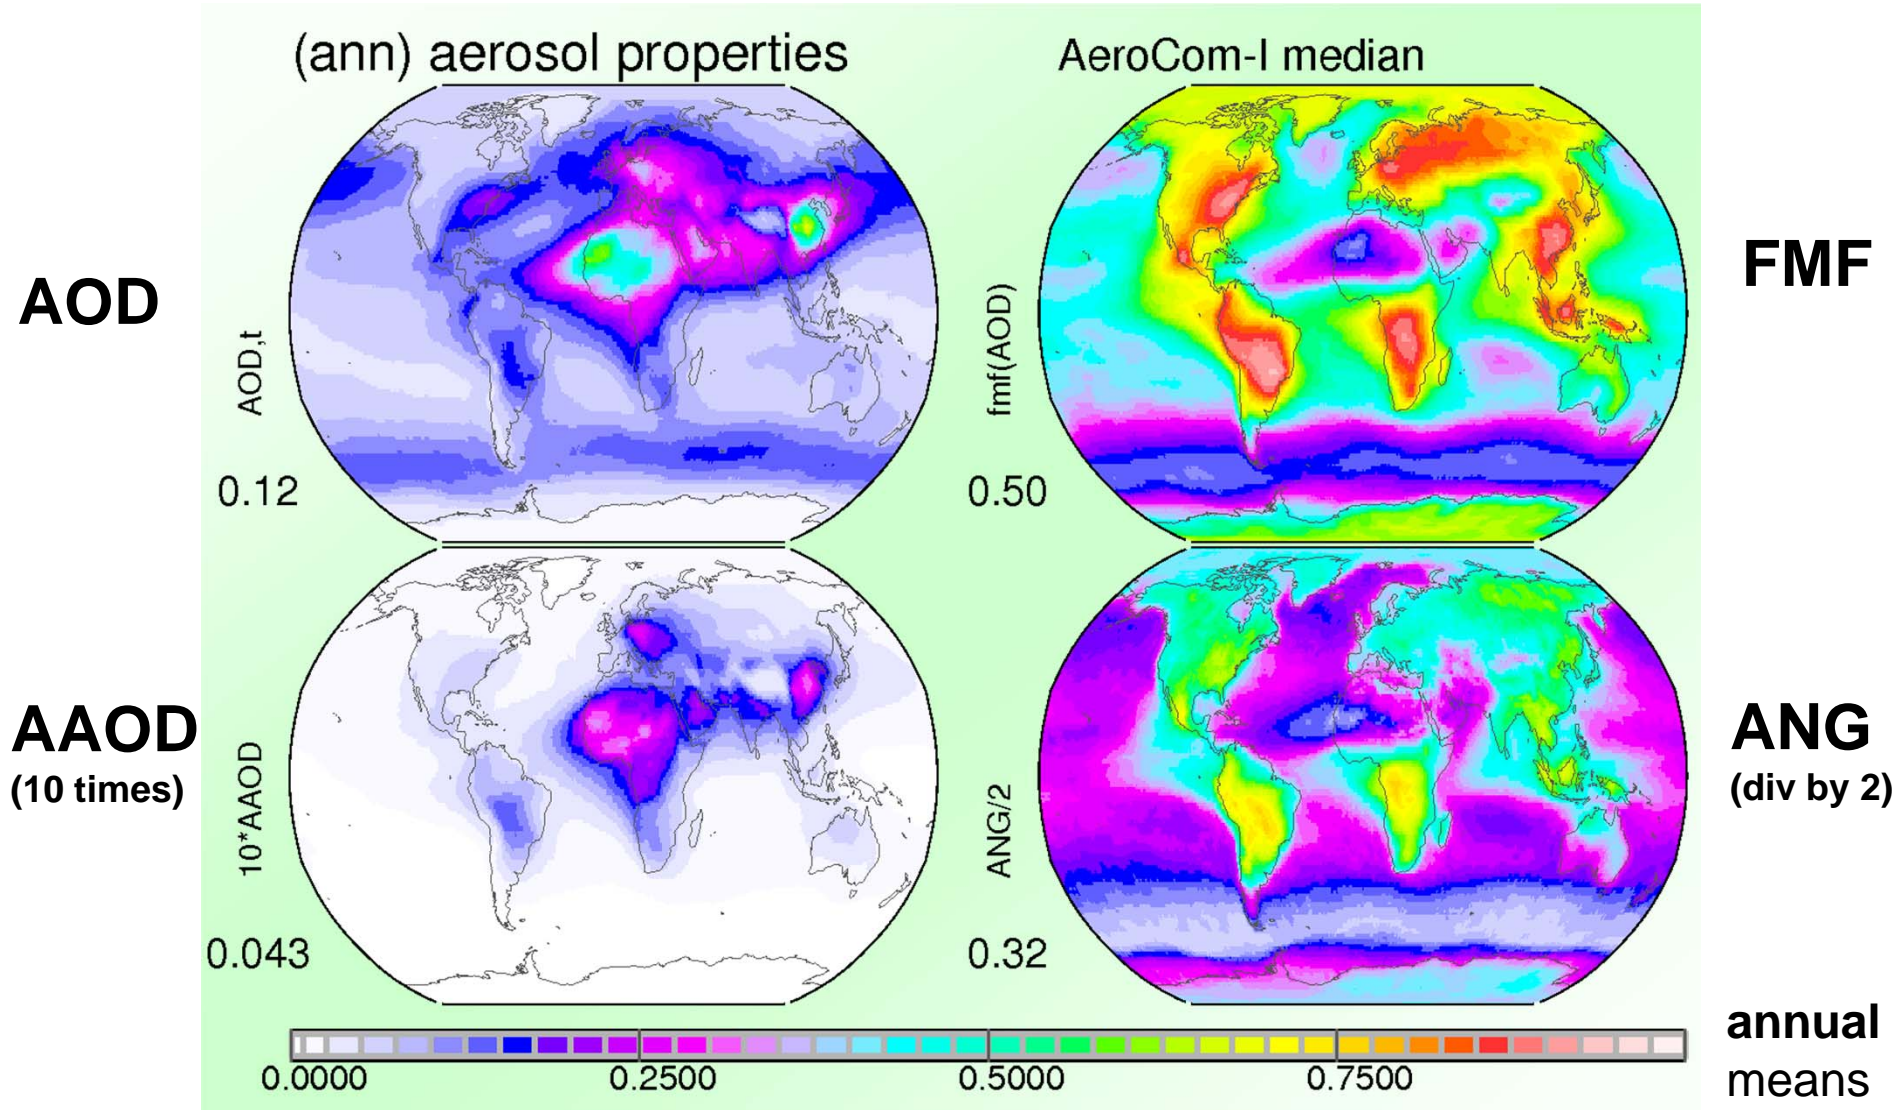 (ann) aerosol properties
AeroCom-I median
AOD
AOD,t
0.12
fmf(AOD)
0.50
FMF
AAOD
(10 times)
10*AAOD
0.043
ANG/2
0.32
ANG
(div by 2)
0.0000 0.2500 0.5000 0.7500
annual
means